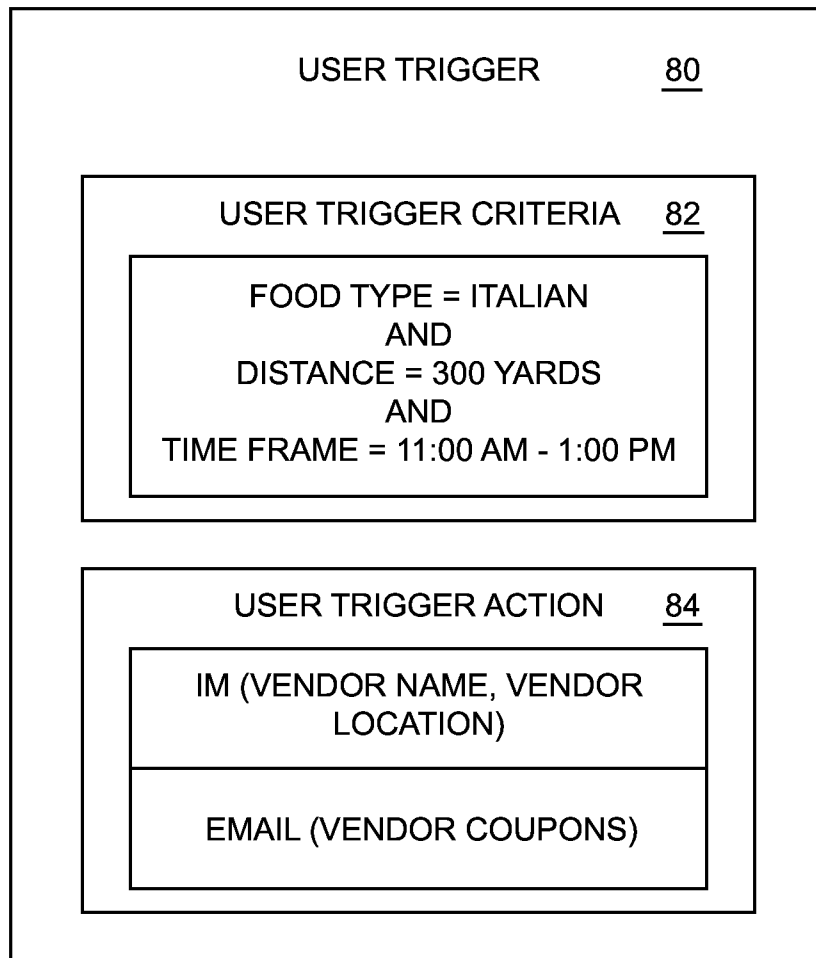 USER TRIGGER 80
USER TRIGGER CRITERIA 82
FOOD TYPE = ITALIAN
AND
DISTANCE = 300 YARDS
AND
TIME FRAME = 11:00 AM - 1:00 PM
USER TRIGGER ACTION 84
IM (VENDOR NAME, VENDOR
LOCATION)
EMAIL (VENDOR COUPONS)